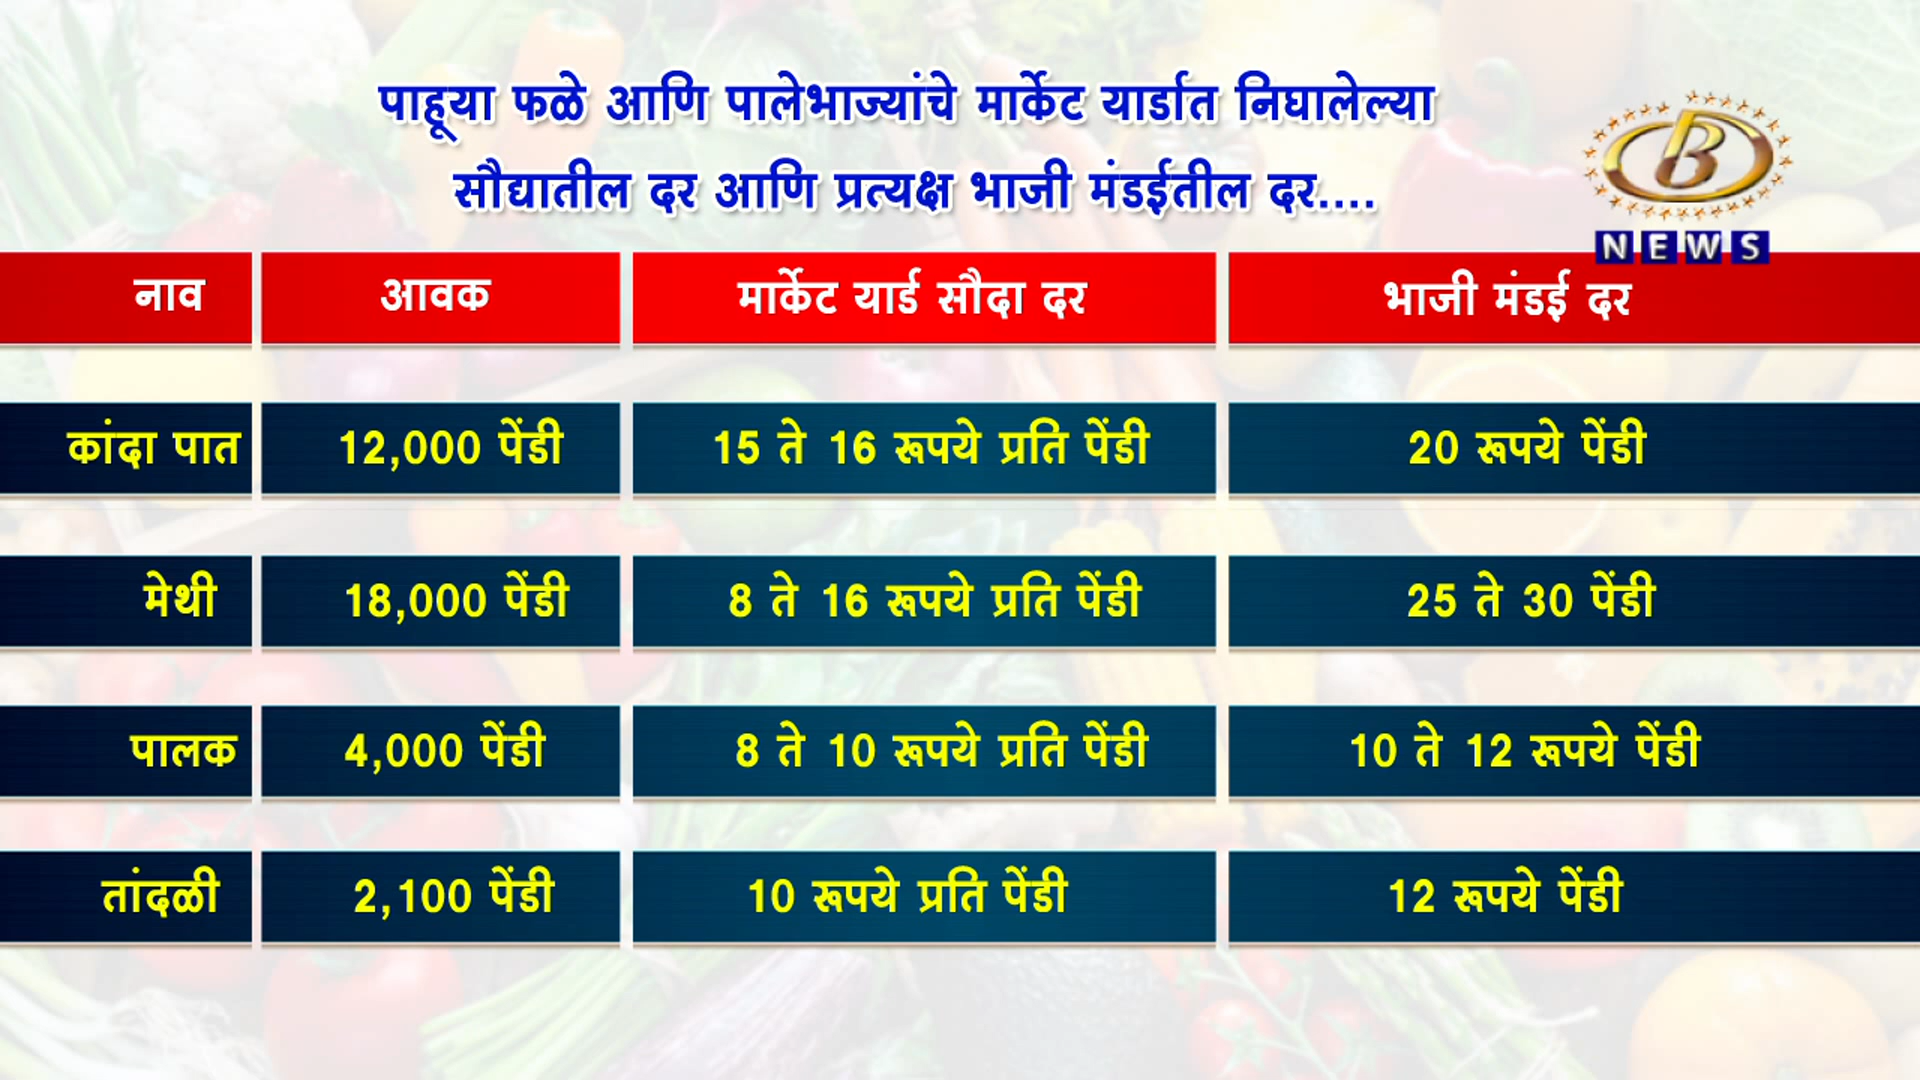 पाहूया फळे आणि पालेभाज्यांचे मार्केट यार्डात निघालेल्या
सौद्यातील दर आणि प्रत्यक्ष भाजी मंडईतील दर....
B
NEWS
नाव आवक मार्केट यार्ड सौदा दर भाजी मंडई दर
कांदा पात 12,000 पेंडी 15 ते 16 रूपये प्रति पेंडी 20 रूपये पेंडी
मेथी 18,000 पेंडी 8 ते 16 रूपये प्रति पेंडी 25 ते 30 पेंडी
पालक 4,000 पेंडी 8 ते 10 रूपये प्रति पेंडी 10 ते 12 रूपये पेंडी
तांदळी 2,100 पेंडी 10 रूपये प्रति पेंडी 12 रूपये पेंडी